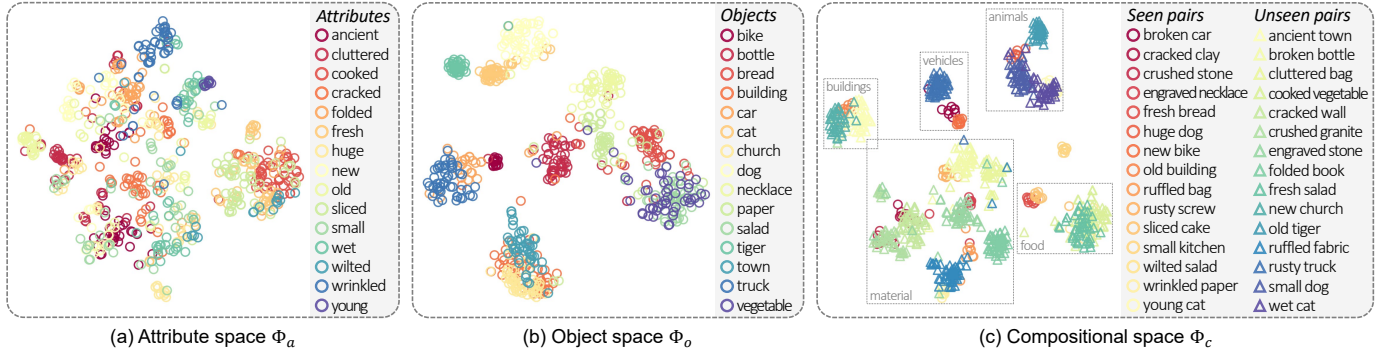 Attributes
ancient
cluttered
cooked
cracked
folded
fresh
huge
new
old
sliced
small
wet
wilted
wrinkled
young
(a) Attribute space Φₐ
Objects
bike
bottle
bread
building
car
cat
church
dog
necklace
paper
salad
tiger
town
truck
vegetable
(b) Object space Φₒ
animals
vehicles
buildings
food
material
Seen pairs
broken car
cracked clay
crushed stone
engraved necklace
fresh bread
huge dog
new bike
old building
ruffled bag
rusty screw
sliced cake
small kitchen
wilted salad
wrinkled paper
young cat
Unseen pairs
ancient town
broken bottle
cluttered bag
cooked vegetable
cracked wall
crushed granite
engraved stone
folded book
fresh salad
new church
old tiger
ruffled fabric
rusty truck
small dog
wet cat
(c) Compositional space Φ_c